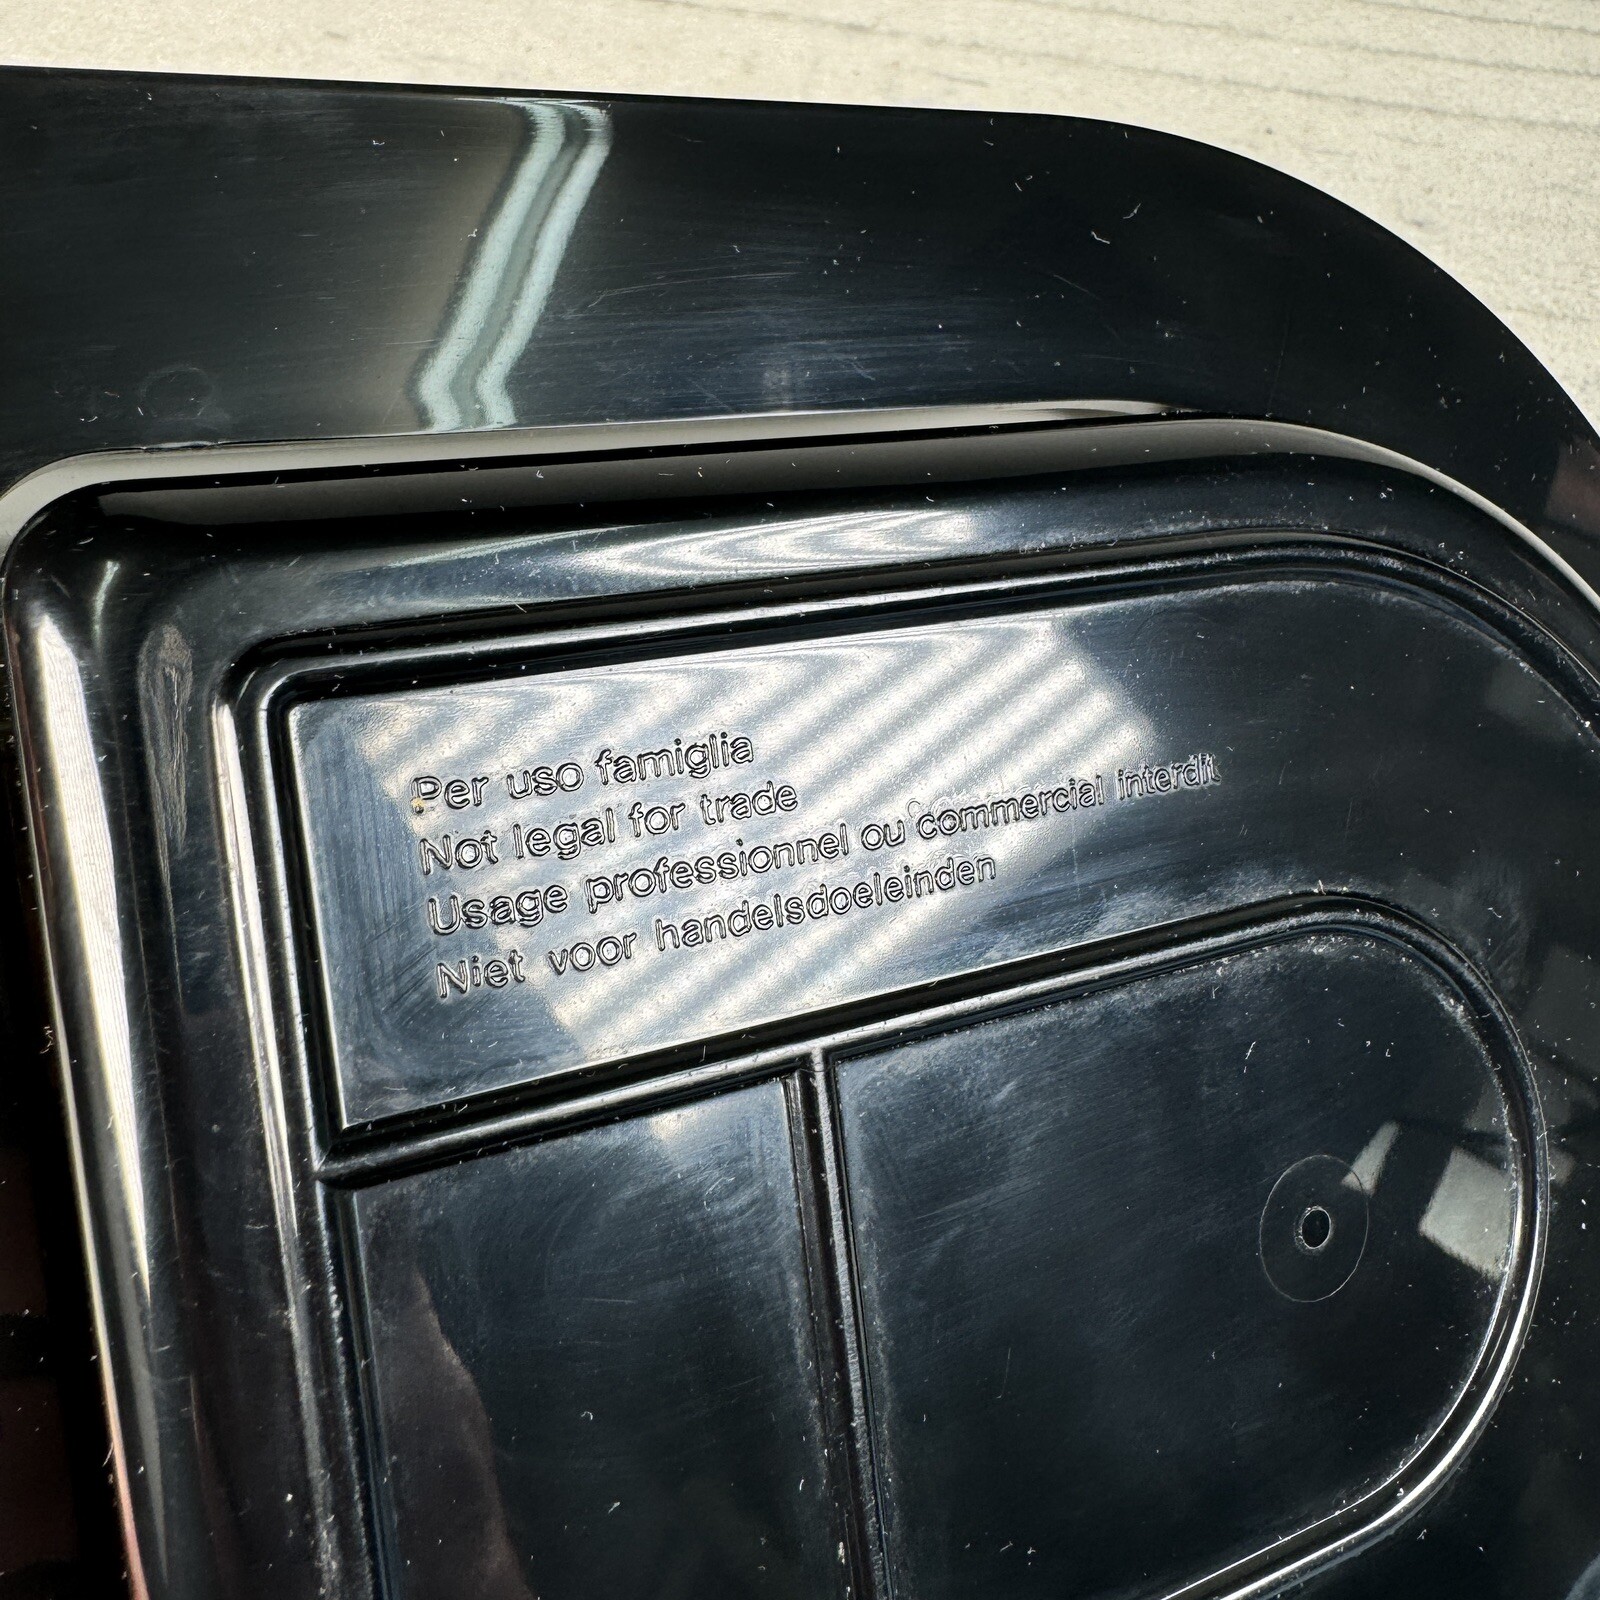 Per uso famiglia
Not legal for trade
Usage professionnel ou commercial interdit
Niet voor handelsdoeleinden